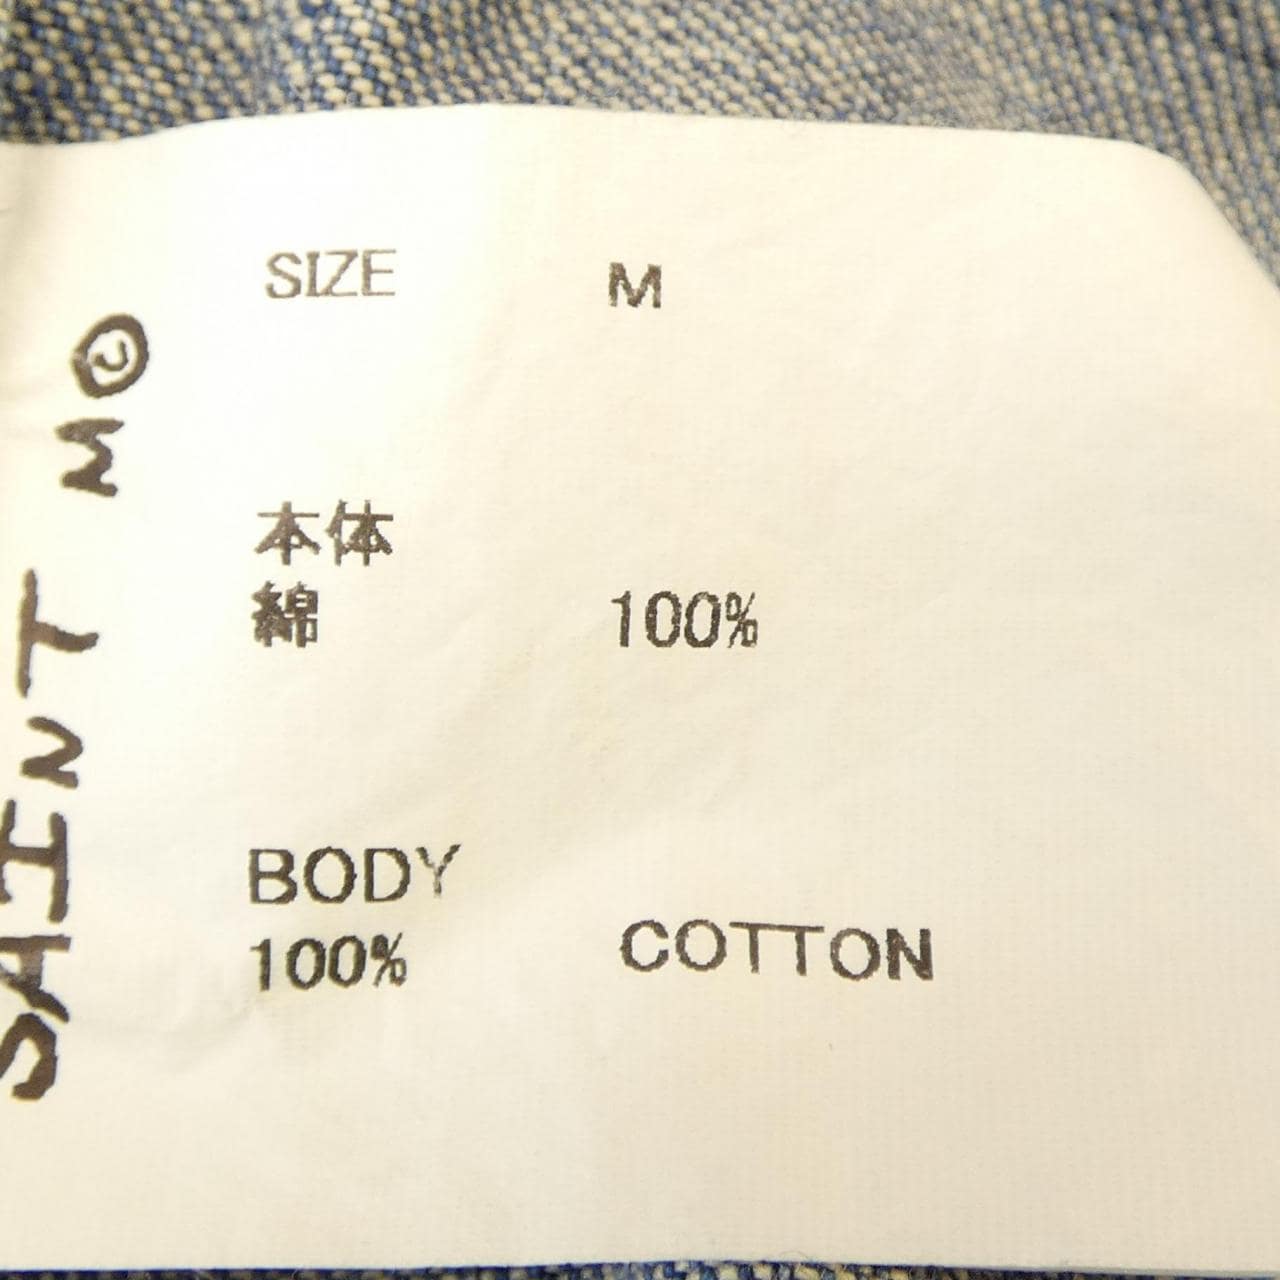 SIZE M
本体
綿 100%
BODY
100% COTTON
SAINT M ©